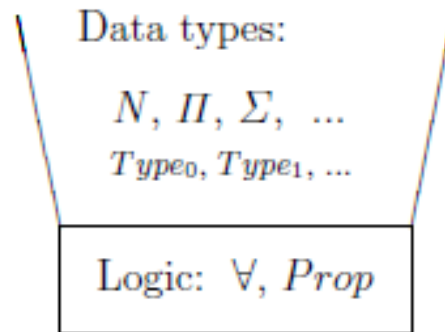 Data types:
N, Π, Σ, ...
Type₀, Type₁, ...
Logic: ∀, Prop